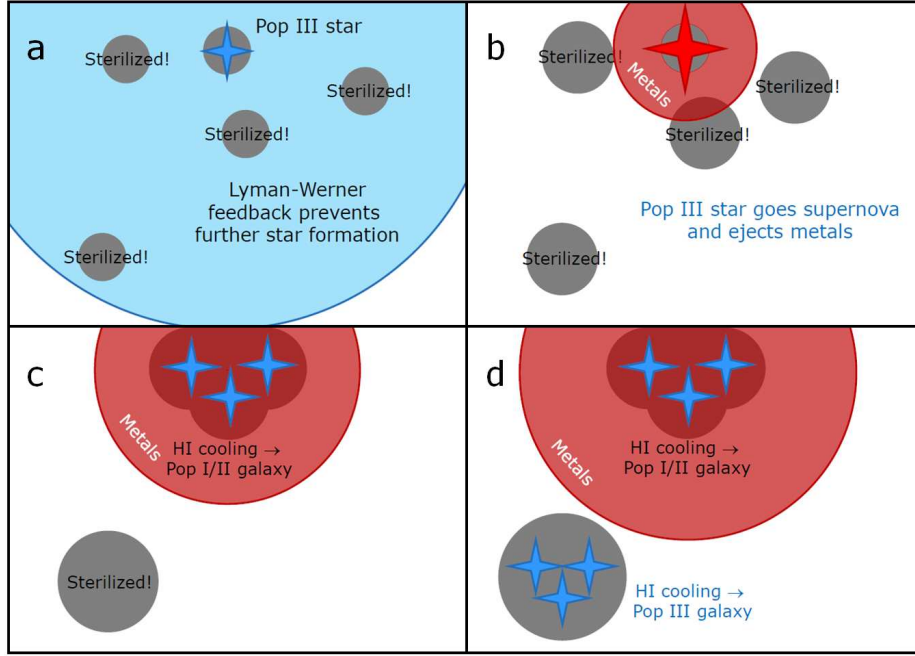 a
Pop III star
Sterilized!
Sterilized!
Sterilized!
Lyman-Werner
feedback prevents
further star formation
Sterilized!
b
Metals
Sterilized!
Sterilized!
Sterilized!
Pop III star goes supernova
and ejects metals
Sterilized!
c
Metals
HI cooling →
Pop I/II galaxy
Sterilized!
d
Metals
HI cooling →
Pop I/II galaxy
HI cooling →
Pop III galaxy